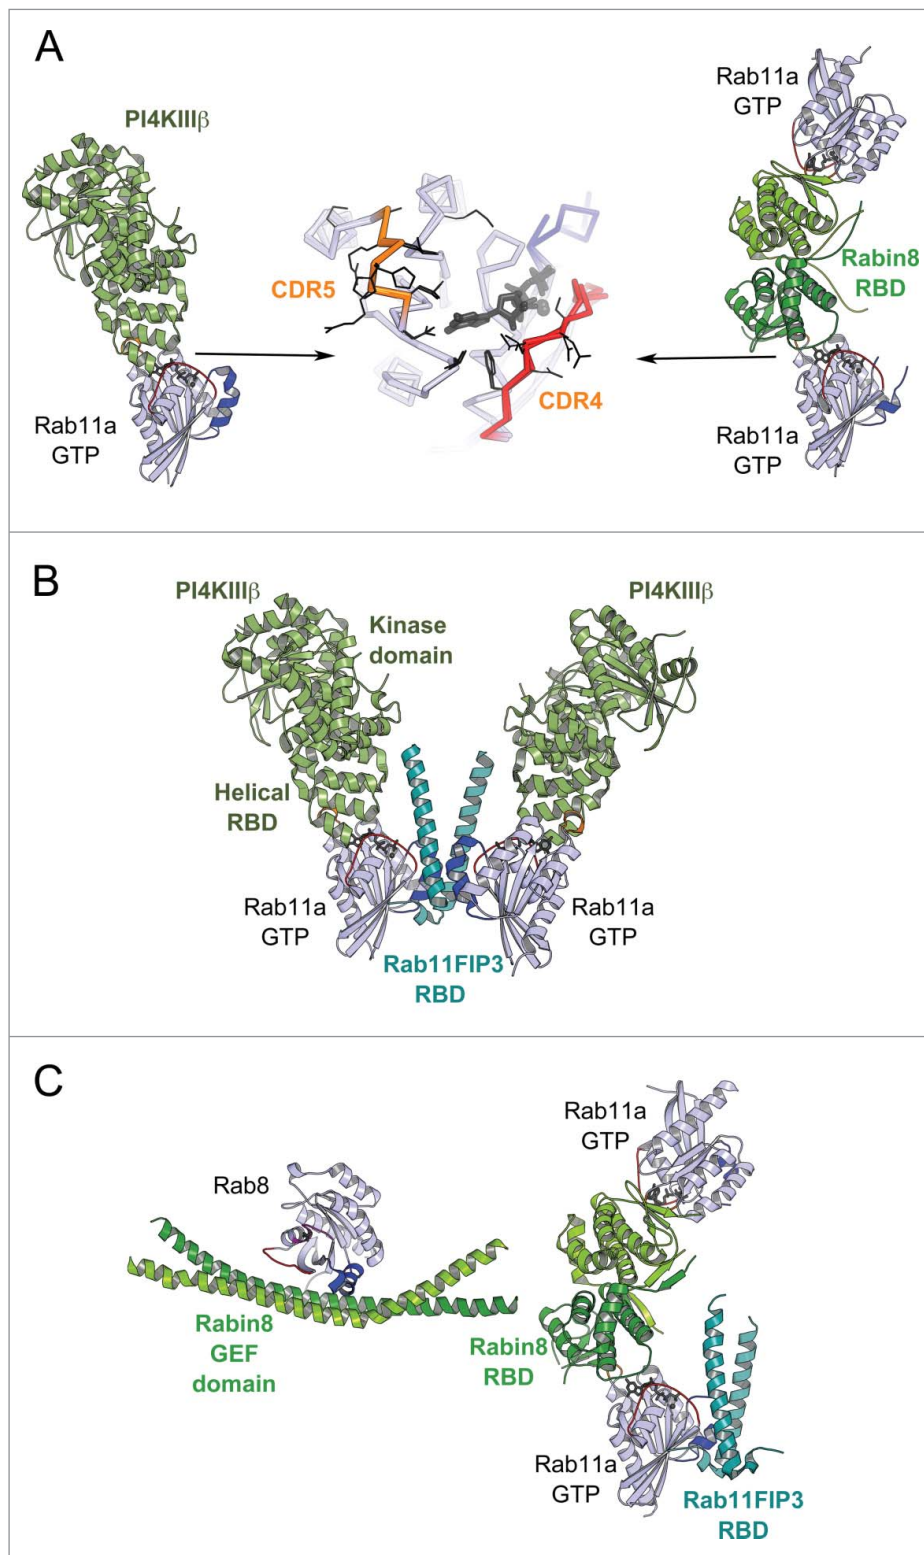 A
PI4KIIIβ
Rab11a
GTP
CDR5
CDR4
Rab11a
GTP
Rabin8
RBD
Rab11a
GTP
B
PI4KIIIβ
Kinase
domain
Helical
RBD
Rab11a
GTP
Rab11FIP3
RBD
PI4KIIIβ
Rab11a
GTP
C
Rab8
Rabin8
GEF
domain
Rab11a
GTP
Rabin8
RBD
Rab11a
GTP
Rab11FIP3
RBD